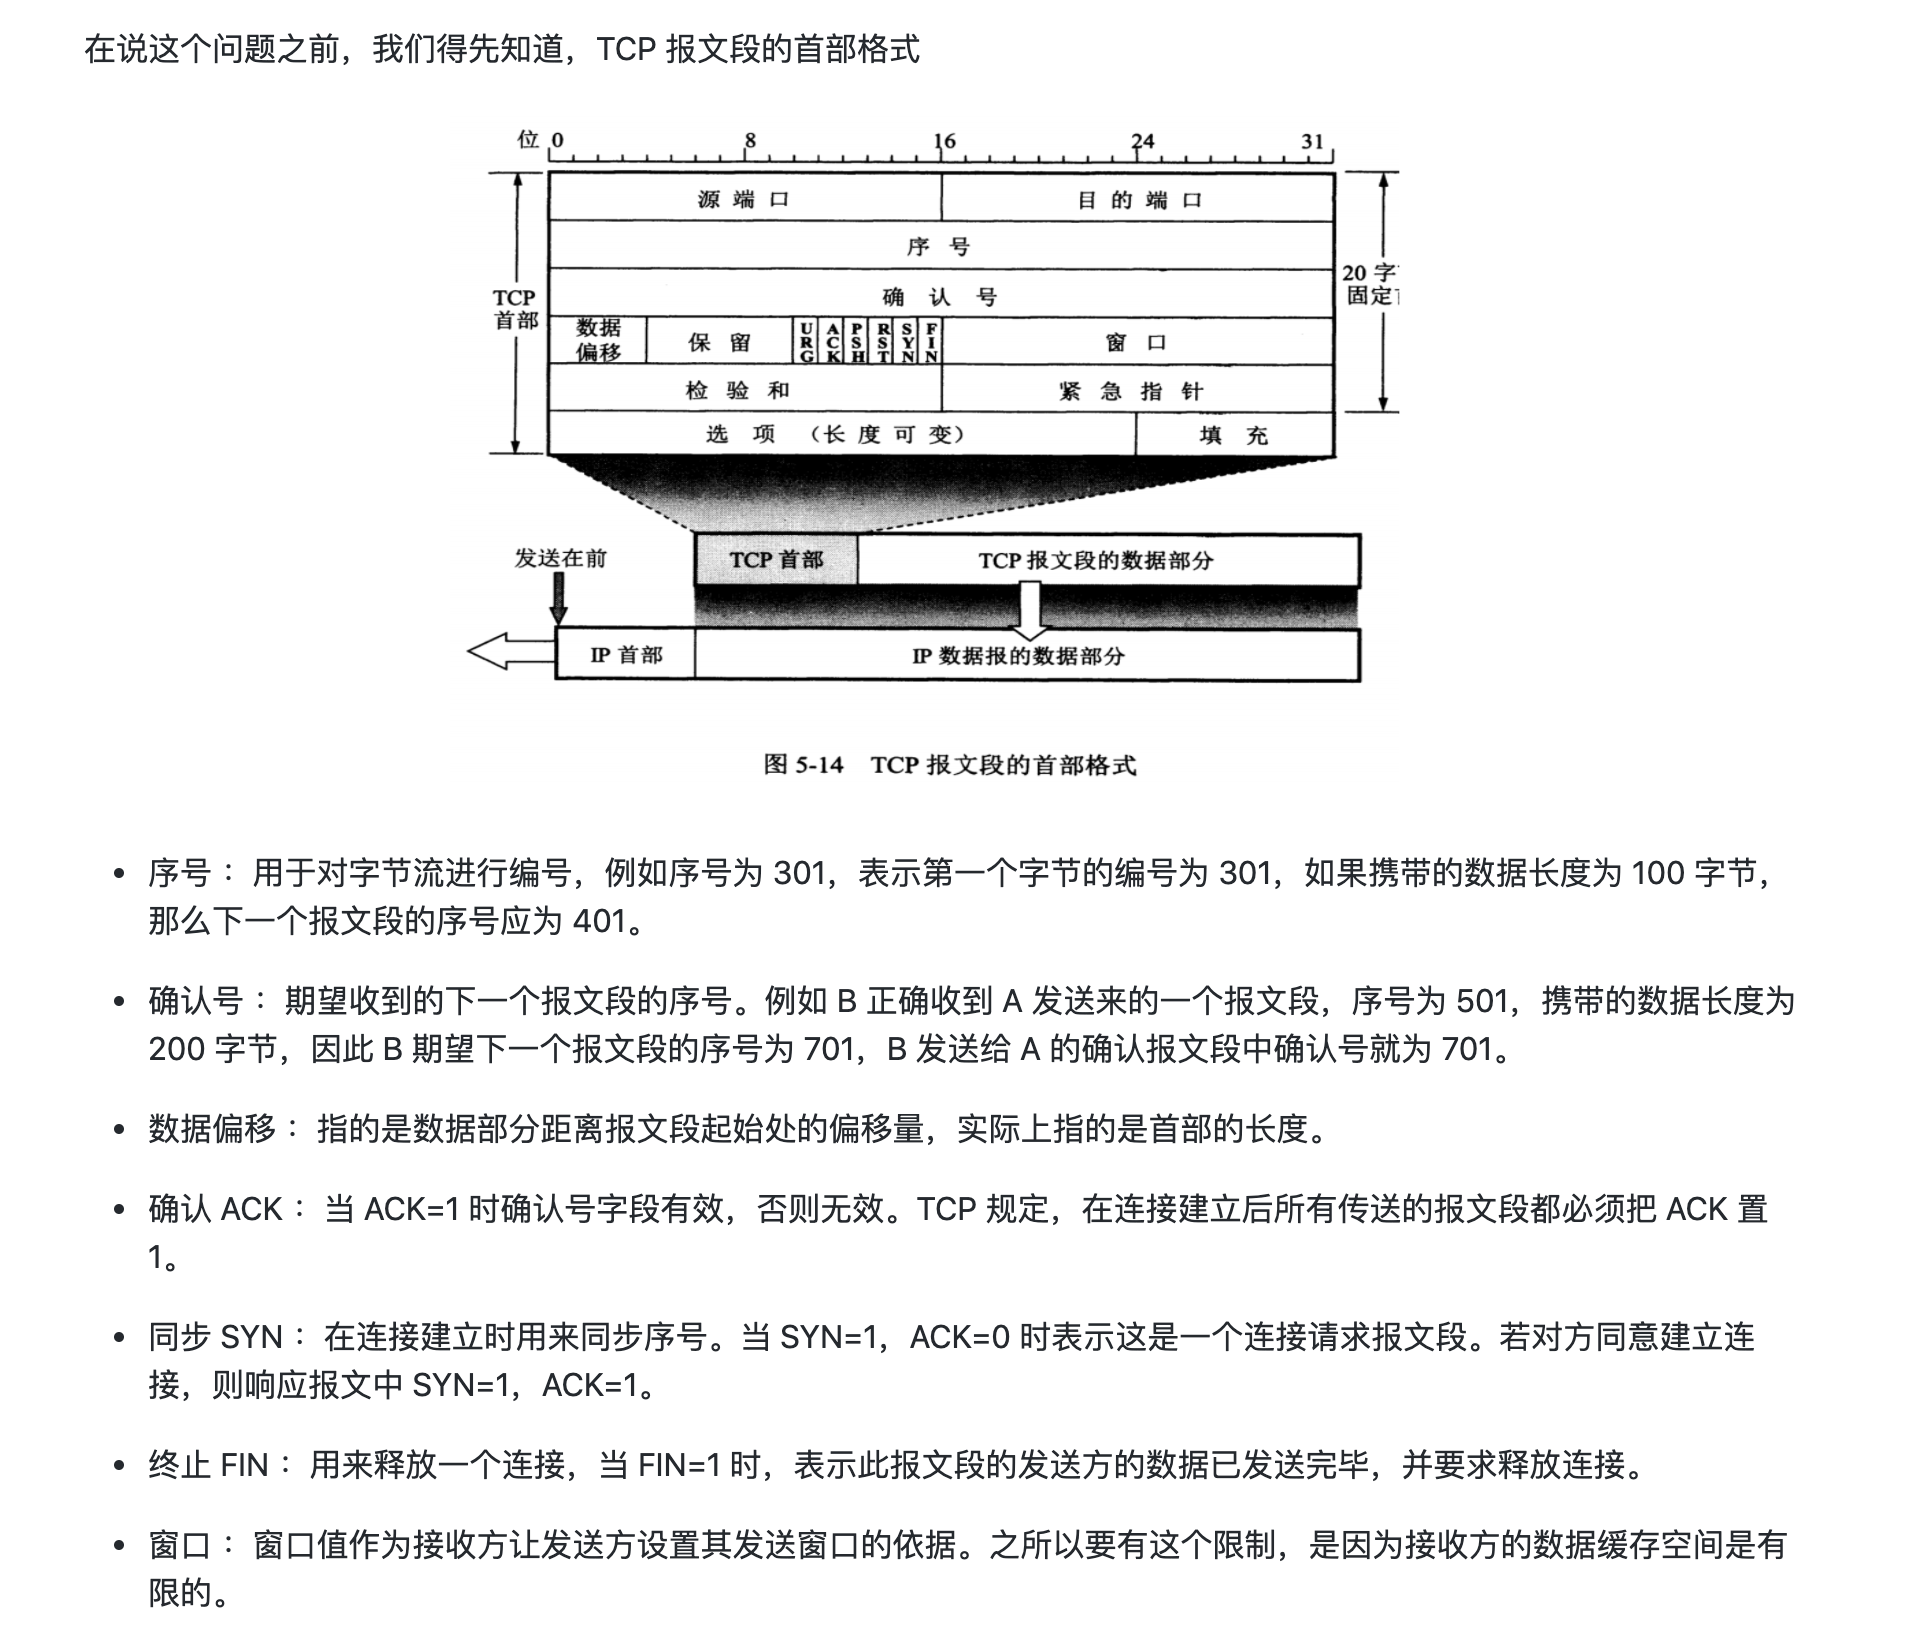 在说这个问题之前，我们得先知道，TCP 报文段的首部格式
位 0 8 16 24 31
源端口 目的端口
序号
确认号
TCP
首部
20 字
固定
数据
偏移
保留
URG ACK PSH RST SYN FIN
窗口
检验和 紧急指针
选项（长度可变） 填充
发送在前
TCP 首部 TCP 报文段的数据部分
IP 首部 IP 数据报的数据部分
图 5-14 TCP 报文段的首部格式
• 序号 ：用于对字节流进行编号，例如序号为 301，表示第一个字节的编号为 301，如果携带的数据长度为 100 字节，
那么下一个报文段的序号应为 401。
• 确认号 ：期望收到的下一个报文段的序号。例如 B 正确收到 A 发送来的一个报文段，序号为 501，携带的数据长度为
200 字节，因此 B 期望下一个报文段的序号为 701，B 发送给 A 的确认报文段中确认号就为 701。
• 数据偏移 ：指的是数据部分距离报文段起始处的偏移量，实际上指的是首部的长度。
• 确认 ACK ：当 ACK=1 时确认号字段有效，否则无效。TCP 规定，在连接建立后所有传送的报文段都必须把 ACK 置
1。
• 同步 SYN ：在连接建立时用来同步序号。当 SYN=1，ACK=0 时表示这是一个连接请求报文段。若对方同意建立连
接，则响应报文中 SYN=1，ACK=1。
• 终止 FIN ：用来释放一个连接，当 FIN=1 时，表示此报文段的发送方的数据已发送完毕，并要求释放连接。
• 窗口 ：窗口值作为接收方让发送方设置其发送窗口的依据。之所以要有这个限制，是因为接收方的数据缓存空间是有
限的。